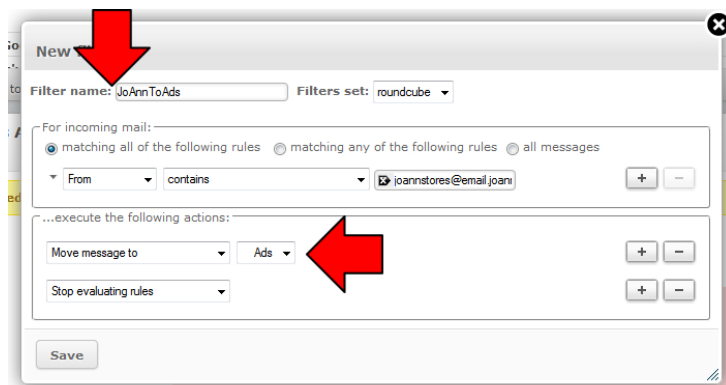 New
Filter name: JoAnnToAds Filters set: roundcube
For incoming mail:
matching all of the following rules matching any of the following rules all messages
From contains joannstores@email.joan
+ −
...execute the following actions:
Move message to Ads + −
Stop evaluating rules + −
Save